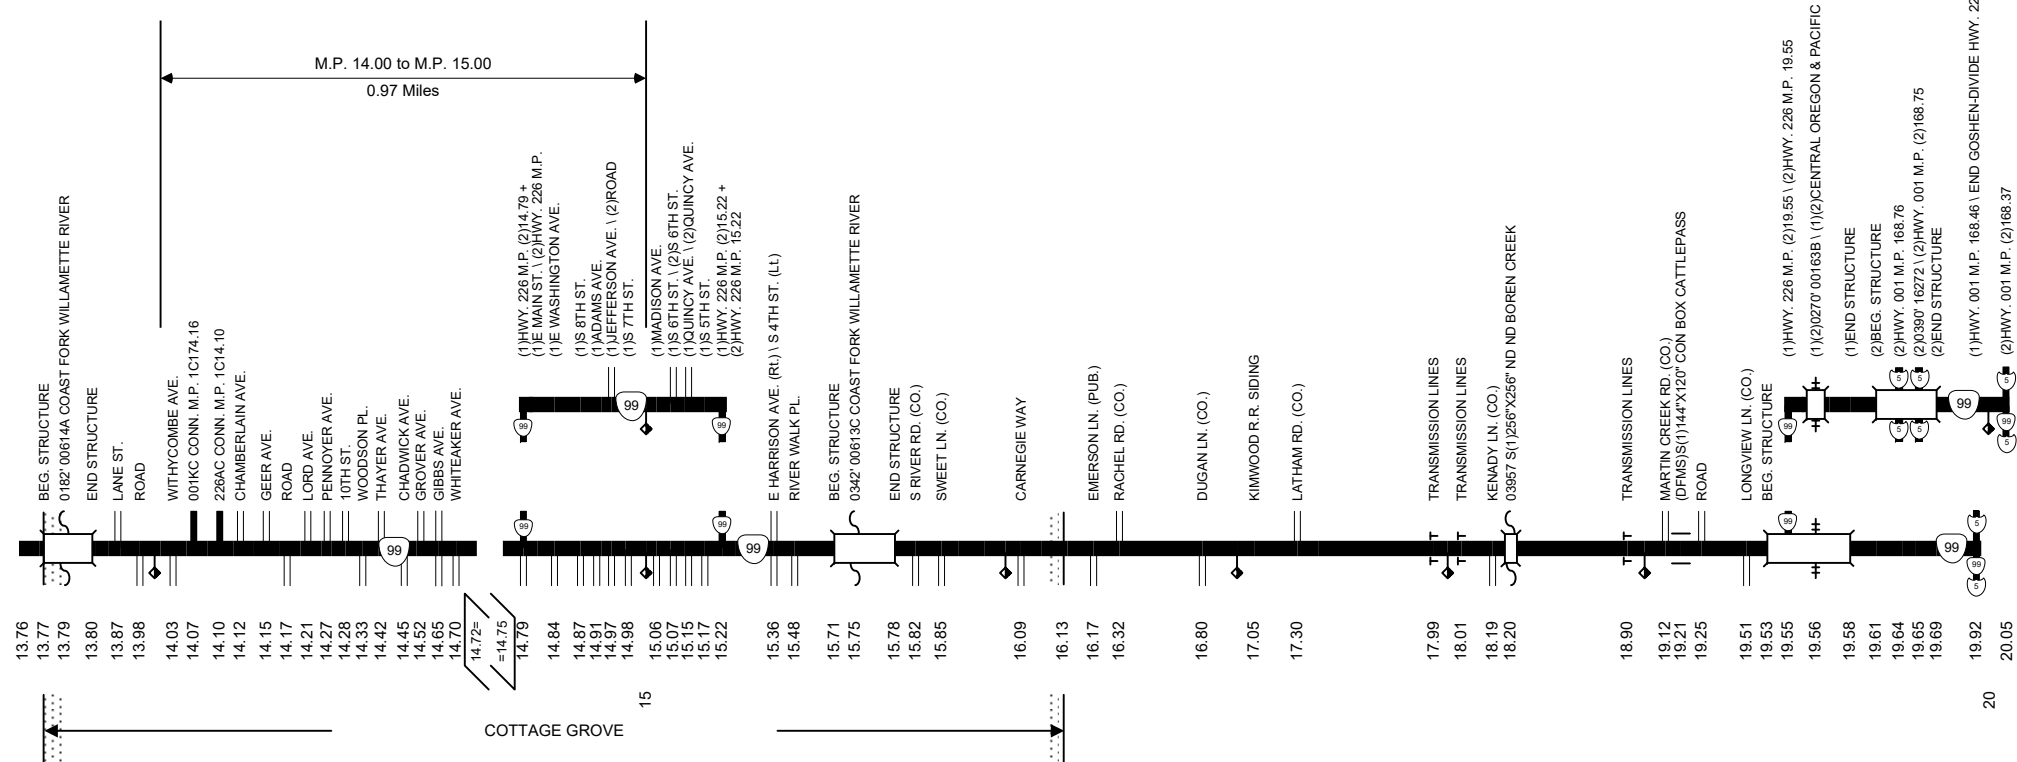 M.P. 14.00 to M.P. 15.00
0.97 Miles
BEG. STRUCTURE
0182' 00614A COAST FORK WILLAMETTE RIVER
END STRUCTURE
LANE ST.
ROAD
WITHYCOMBE AVE.
001KC CONN. M.P. 1C174.16
226AC CONN. M.P. 1C14.10
CHAMBERLAIN AVE.
GEER AVE.
ROAD
LORD AVE.
PENNOYER AVE.
10TH ST.
WOODSON PL.
THAYER AVE.
CHADWICK AVE.
GROVER AVE.
GIBBS AVE.
WHITEAKER AVE.
(1)HWY. 226 M.P. (2)14.79 +
(1)E MAIN ST. \ (2)HWY. 226 M.P.
(1)E WASHINGTON AVE.
(1)S 8TH ST.
(1)ADAMS AVE.
(1)JEFFERSON AVE. \ (2)ROAD
(1)S 7TH ST.
(1)MADISON AVE.
(1)S 6TH ST. \ (2)S 6TH ST.
(1)QUINCY AVE. \ (2)QUINCY AVE.
(1)S 5TH ST.
(1)HWY. 226 M.P. (2)15.22 +
(2)HWY. 226 M.P. 15.22
E HARRISON AVE. (Rt.) \ S 4TH ST. (Lt.)
RIVER WALK PL.
BEG. STRUCTURE
0342' 00613C COAST FORK WILLAMETTE RIVER
END STRUCTURE
S RIVER RD. (CO.)
SWEET LN. (CO.)
CARNEGIE WAY
EMERSON LN. (PUB.)
RACHEL RD. (CO.)
DUGAN LN. (CO.)
KIMWOOD R.R. SIDING
LATHAM RD. (CO.)
TRANSMISSION LINES
TRANSMISSION LINES
KENADY LN. (CO.)
03957 S(1)256"X256" ND ND BOREN CREEK
TRANSMISSION LINES
MARTIN CREEK RD. (CO.)
(DFMS)S(1)144"X120" CON BOX CATTLEPASS
ROAD
LONGVIEW LN. (CO.)
BEG. STRUCTURE
(1)HWY. 226 M.P. (2)19.55 \ (2)HWY. 226 M.P. 19.55
(1)(2)0270' 00163B \ (1)(2)CENTRAL OREGON & PACIFIC
(1)END STRUCTURE
(2)BEG. STRUCTURE
(2)HWY. 001 M.P. 168.76
(2)0390' 16272 \ (2)HWY. 001 M.P. (2)168.75
(2)END STRUCTURE
(1)HWY. 001 M.P. 168.46 \ END GOSHEN-DIVIDE HWY.
(2)HWY. 001 M.P. (2)168.37
99
99
99
99
5
5
99
99
5
5
5
99
5
99
99
99
99
99
5
99
99
5
13.76
13.77
13.79
13.80
13.87
13.98
14.03
14.07
14.10
14.12
14.15
14.17
14.21
14.27
14.28
14.33
14.42
14.45
14.52
14.65
14.70
14.72=
=14.75
14.79
14.84
14.87
14.91
14.97
14.98
15.06
15.07
15.15
15.17
15.22
15.36
15.48
15.71
15.75
15.78
15.82
15.85
16.09
16.13
16.17
16.32
16.80
17.05
17.30
17.99
18.01
18.19
18.20
18.90
19.12
19.21
19.25
19.51
19.53
19.55
19.56
19.58
19.61
19.64
19.65
19.69
19.92
20.05
15
20
COTTAGE GROVE